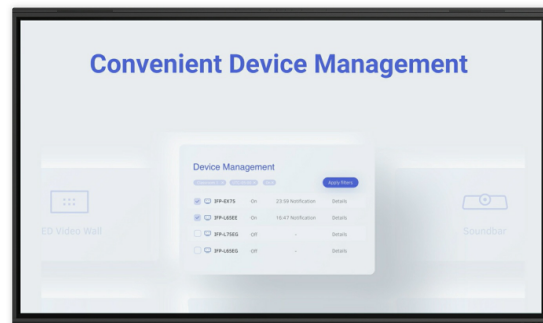 Convenient Device Management
Device Management
Apply filters
IFP-EX75 On 23:59 Notification Details
IFP-L65EE On 16:47 Notification Details
IFP-L75EG Off - Details
IFP-L65EG Off - Details
ED Video Wall
Soundbar